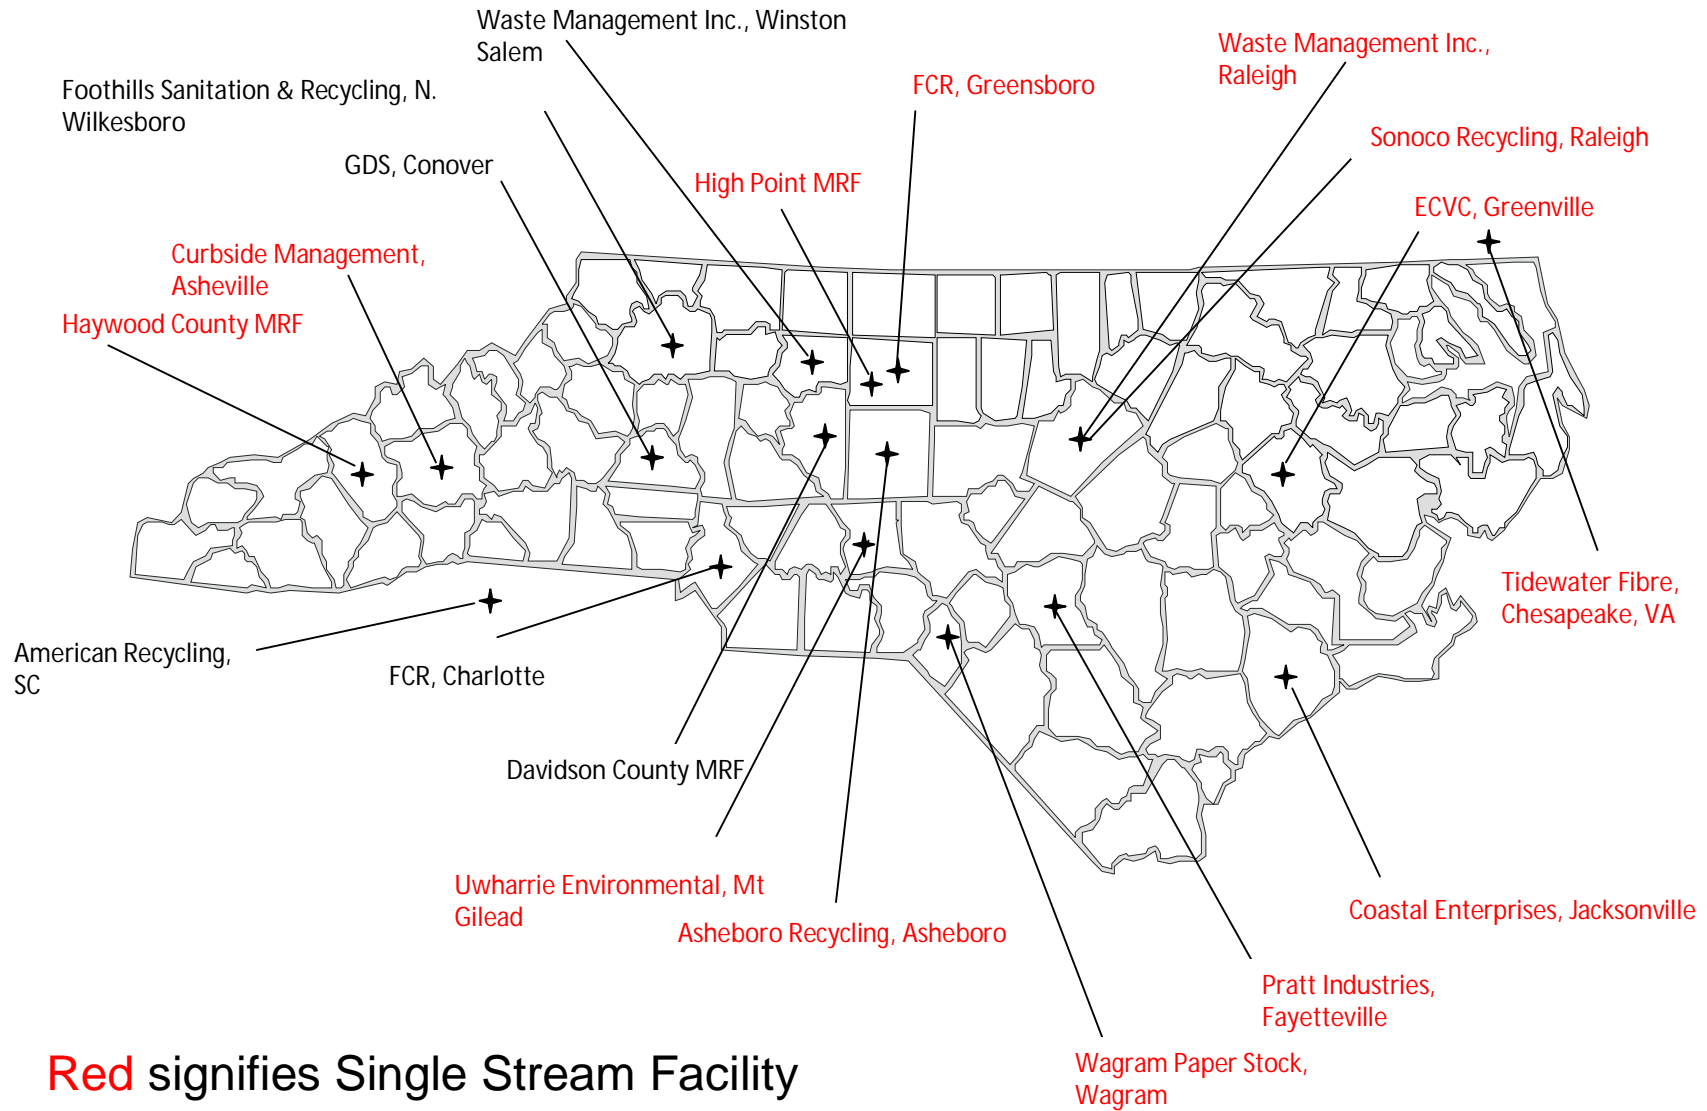 Waste Management Inc., Winston
Salem
Waste Management Inc.,
Raleigh
FCR, Greensboro
Foothills Sanitation & Recycling, N.
Wilkesboro
Sonoco Recycling, Raleigh
GDS, Conover
High Point MRF
ECVC, Greenville
Curbside Management,
Asheville
Haywood County MRF
Tidewater Fibre,
Chesapeake, VA
American Recycling,
SC
FCR, Charlotte
Davidson County MRF
Uwharrie Environmental, Mt
Gilead
Asheboro Recycling, Asheboro
Coastal Enterprises, Jacksonville
Pratt Industries,
Fayetteville
Wagram Paper Stock,
Wagram
Red signifies Single Stream Facility